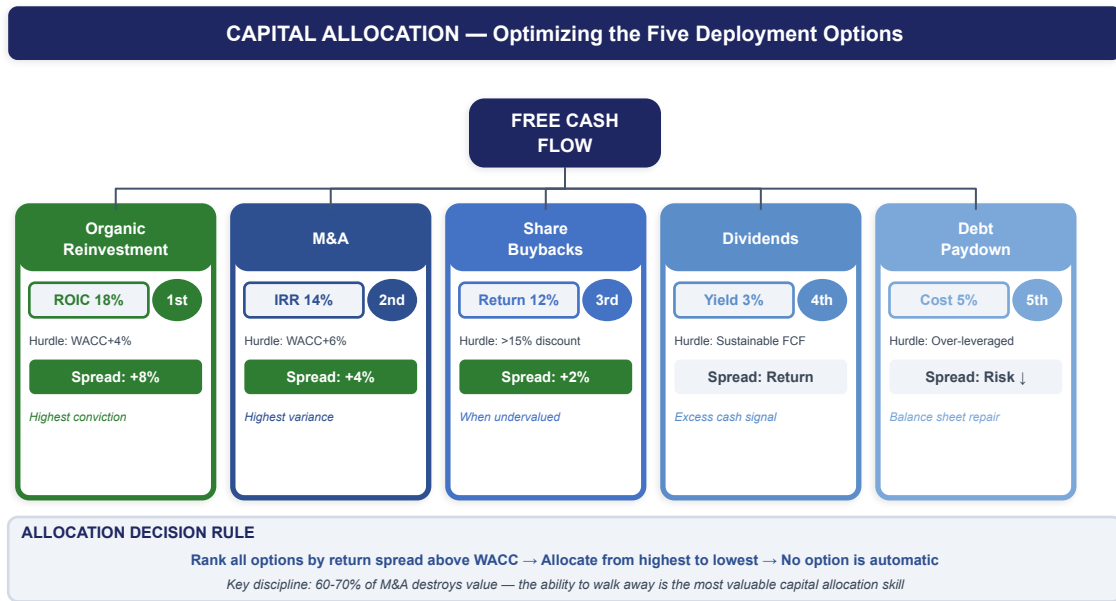 CAPITAL ALLOCATION — Optimizing the Five Deployment Options
FREE CASH
FLOW
Organic
Reinvestment
ROIC 18%
1st
Hurdle: WACC+4%
Spread: +8%
Highest conviction
M&A
IRR 14%
2nd
Hurdle: WACC+6%
Spread: +4%
Highest variance
Share
Buybacks
Return 12%
3rd
Hurdle: >15% discount
Spread: +2%
When undervalued
Dividends
Yield 3%
4th
Hurdle: Sustainable FCF
Spread: Return
Excess cash signal
Debt
Paydown
Cost 5%
5th
Hurdle: Over-leveraged
Spread: Risk ↓
Balance sheet repair
ALLOCATION DECISION RULE
Rank all options by return spread above WACC → Allocate from highest to lowest → No option is automatic
Key discipline: 60-70% of M&A destroys value — the ability to walk away is the most valuable capital allocation skill